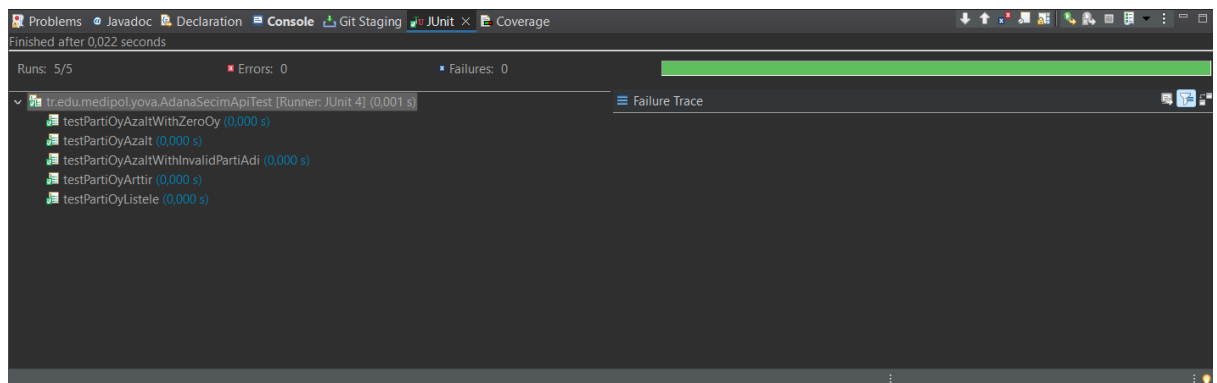 Problems Javadoc Declaration Console Git Staging JUnit Coverage
Finished after 0,022 seconds
Runs: 5/5 Errors: 0 Failures: 0
tr.edu.medipol.yova.AdanaSecimApiTest [Runner: JUnit 4] (0,001 s)
Failure Trace
testPartiOyAzaltWithZeroOy (0,000 s)
testPartiOyAzalt (0,000 s)
testPartiOyAzaltWithInvalidPartiAdi (0,000 s)
testPartiOyArttir (0,000 s)
testPartiOyListele (0,000 s)